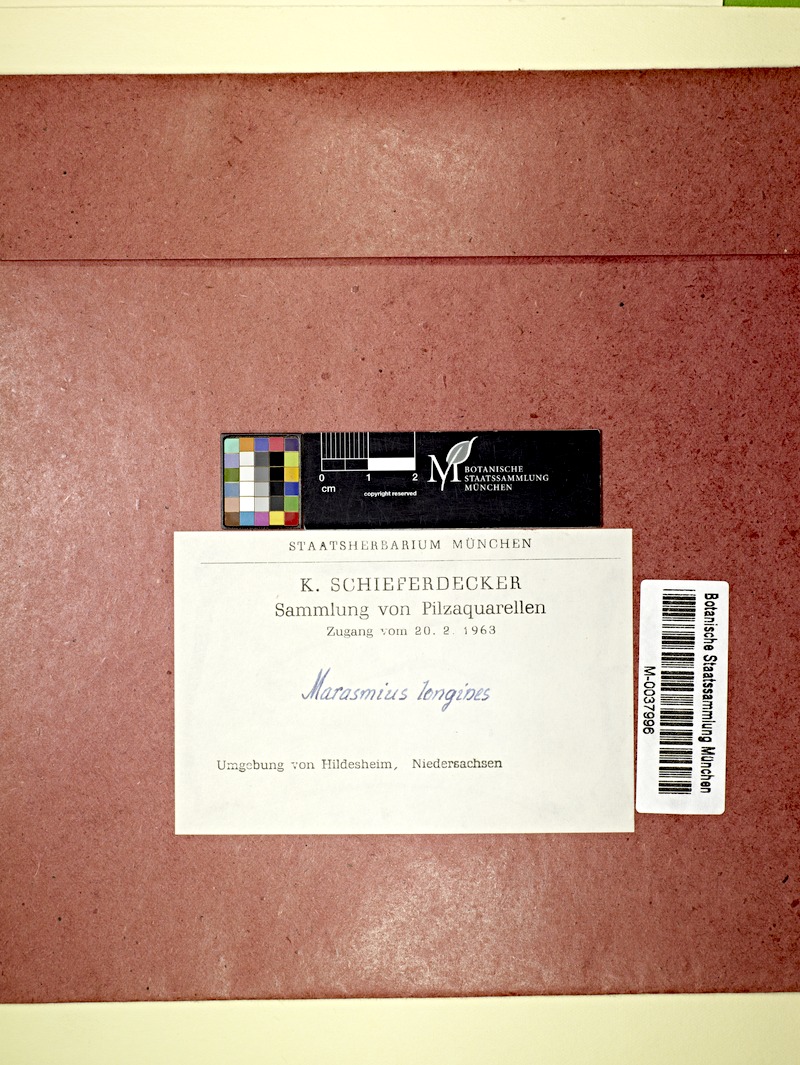 0 1 2
cm
copyright reserved
M BOTANISCHE
STAATSSAMMLUNG
MÜNCHEN
STAATSHERBARIUM MÜNCHEN
K. SCHIEFERDECKER
Sammlung von Pilzaquarellen
Zugang vom 20. 2. 1963
Marasmius longipes
Umgebung von Hildesheim, Niedersachsen
Botanische Staatssammlung München
M-0037996